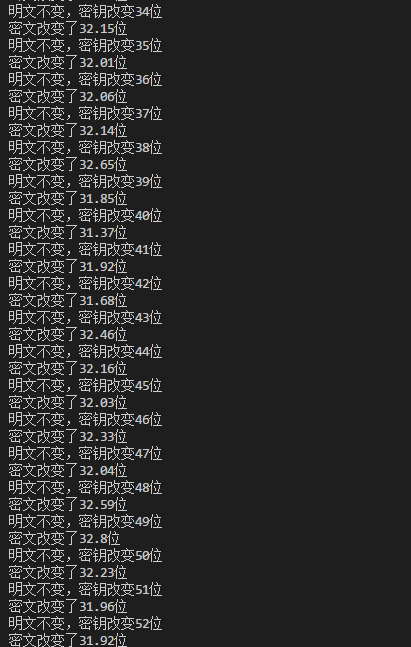 明文不变，密钥改变34位
密文改变了32.15位
明文不变，密钥改变35位
密文改变了32.01位
明文不变，密钥改变36位
密文改变了32.06位
明文不变，密钥改变37位
密文改变了32.14位
明文不变，密钥改变38位
密文改变了32.65位
明文不变，密钥改变39位
密文改变了31.85位
明文不变，密钥改变40位
密文改变了31.37位
明文不变，密钥改变41位
密文改变了31.92位
明文不变，密钥改变42位
密文改变了31.68位
明文不变，密钥改变43位
密文改变了32.46位
明文不变，密钥改变44位
密文改变了32.16位
明文不变，密钥改变45位
密文改变了32.03位
明文不变，密钥改变46位
密文改变了32.33位
明文不变，密钥改变47位
密文改变了32.04位
明文不变，密钥改变48位
密文改变了32.59位
明文不变，密钥改变49位
密文改变了32.8位
明文不变，密钥改变50位
密文改变了32.23位
明文不变，密钥改变51位
密文改变了31.96位
明文不变，密钥改变52位
密文改变了31.92位